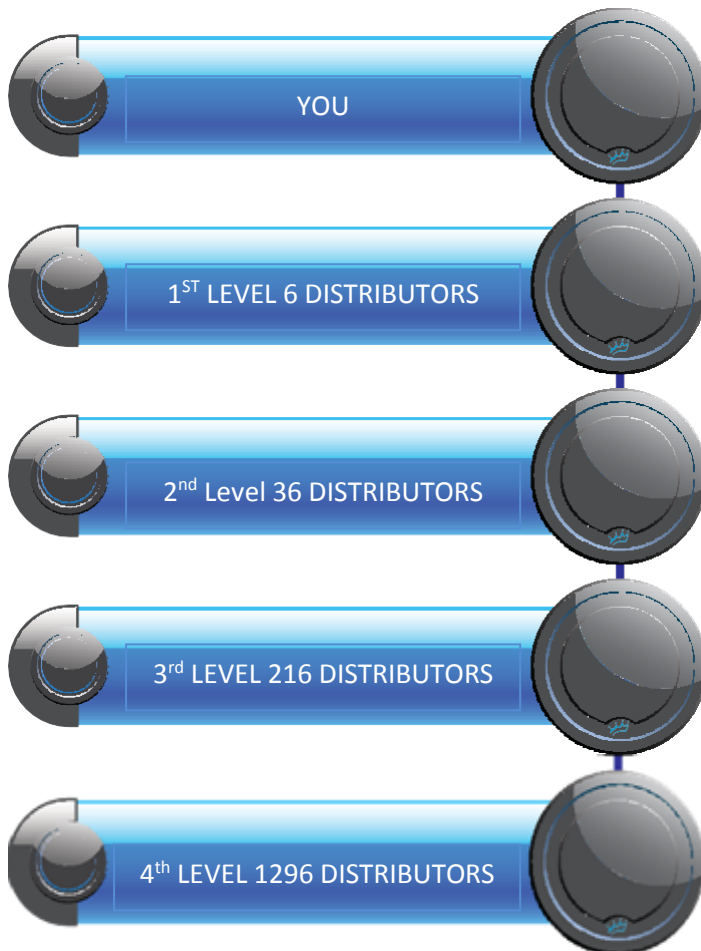 YOU
1ST LEVEL 6 DISTRIBUTORS
2nd Level 36 DISTRIBUTORS
3rd LEVEL 216 DISTRIBUTORS
4th LEVEL 1296 DISTRIBUTORS